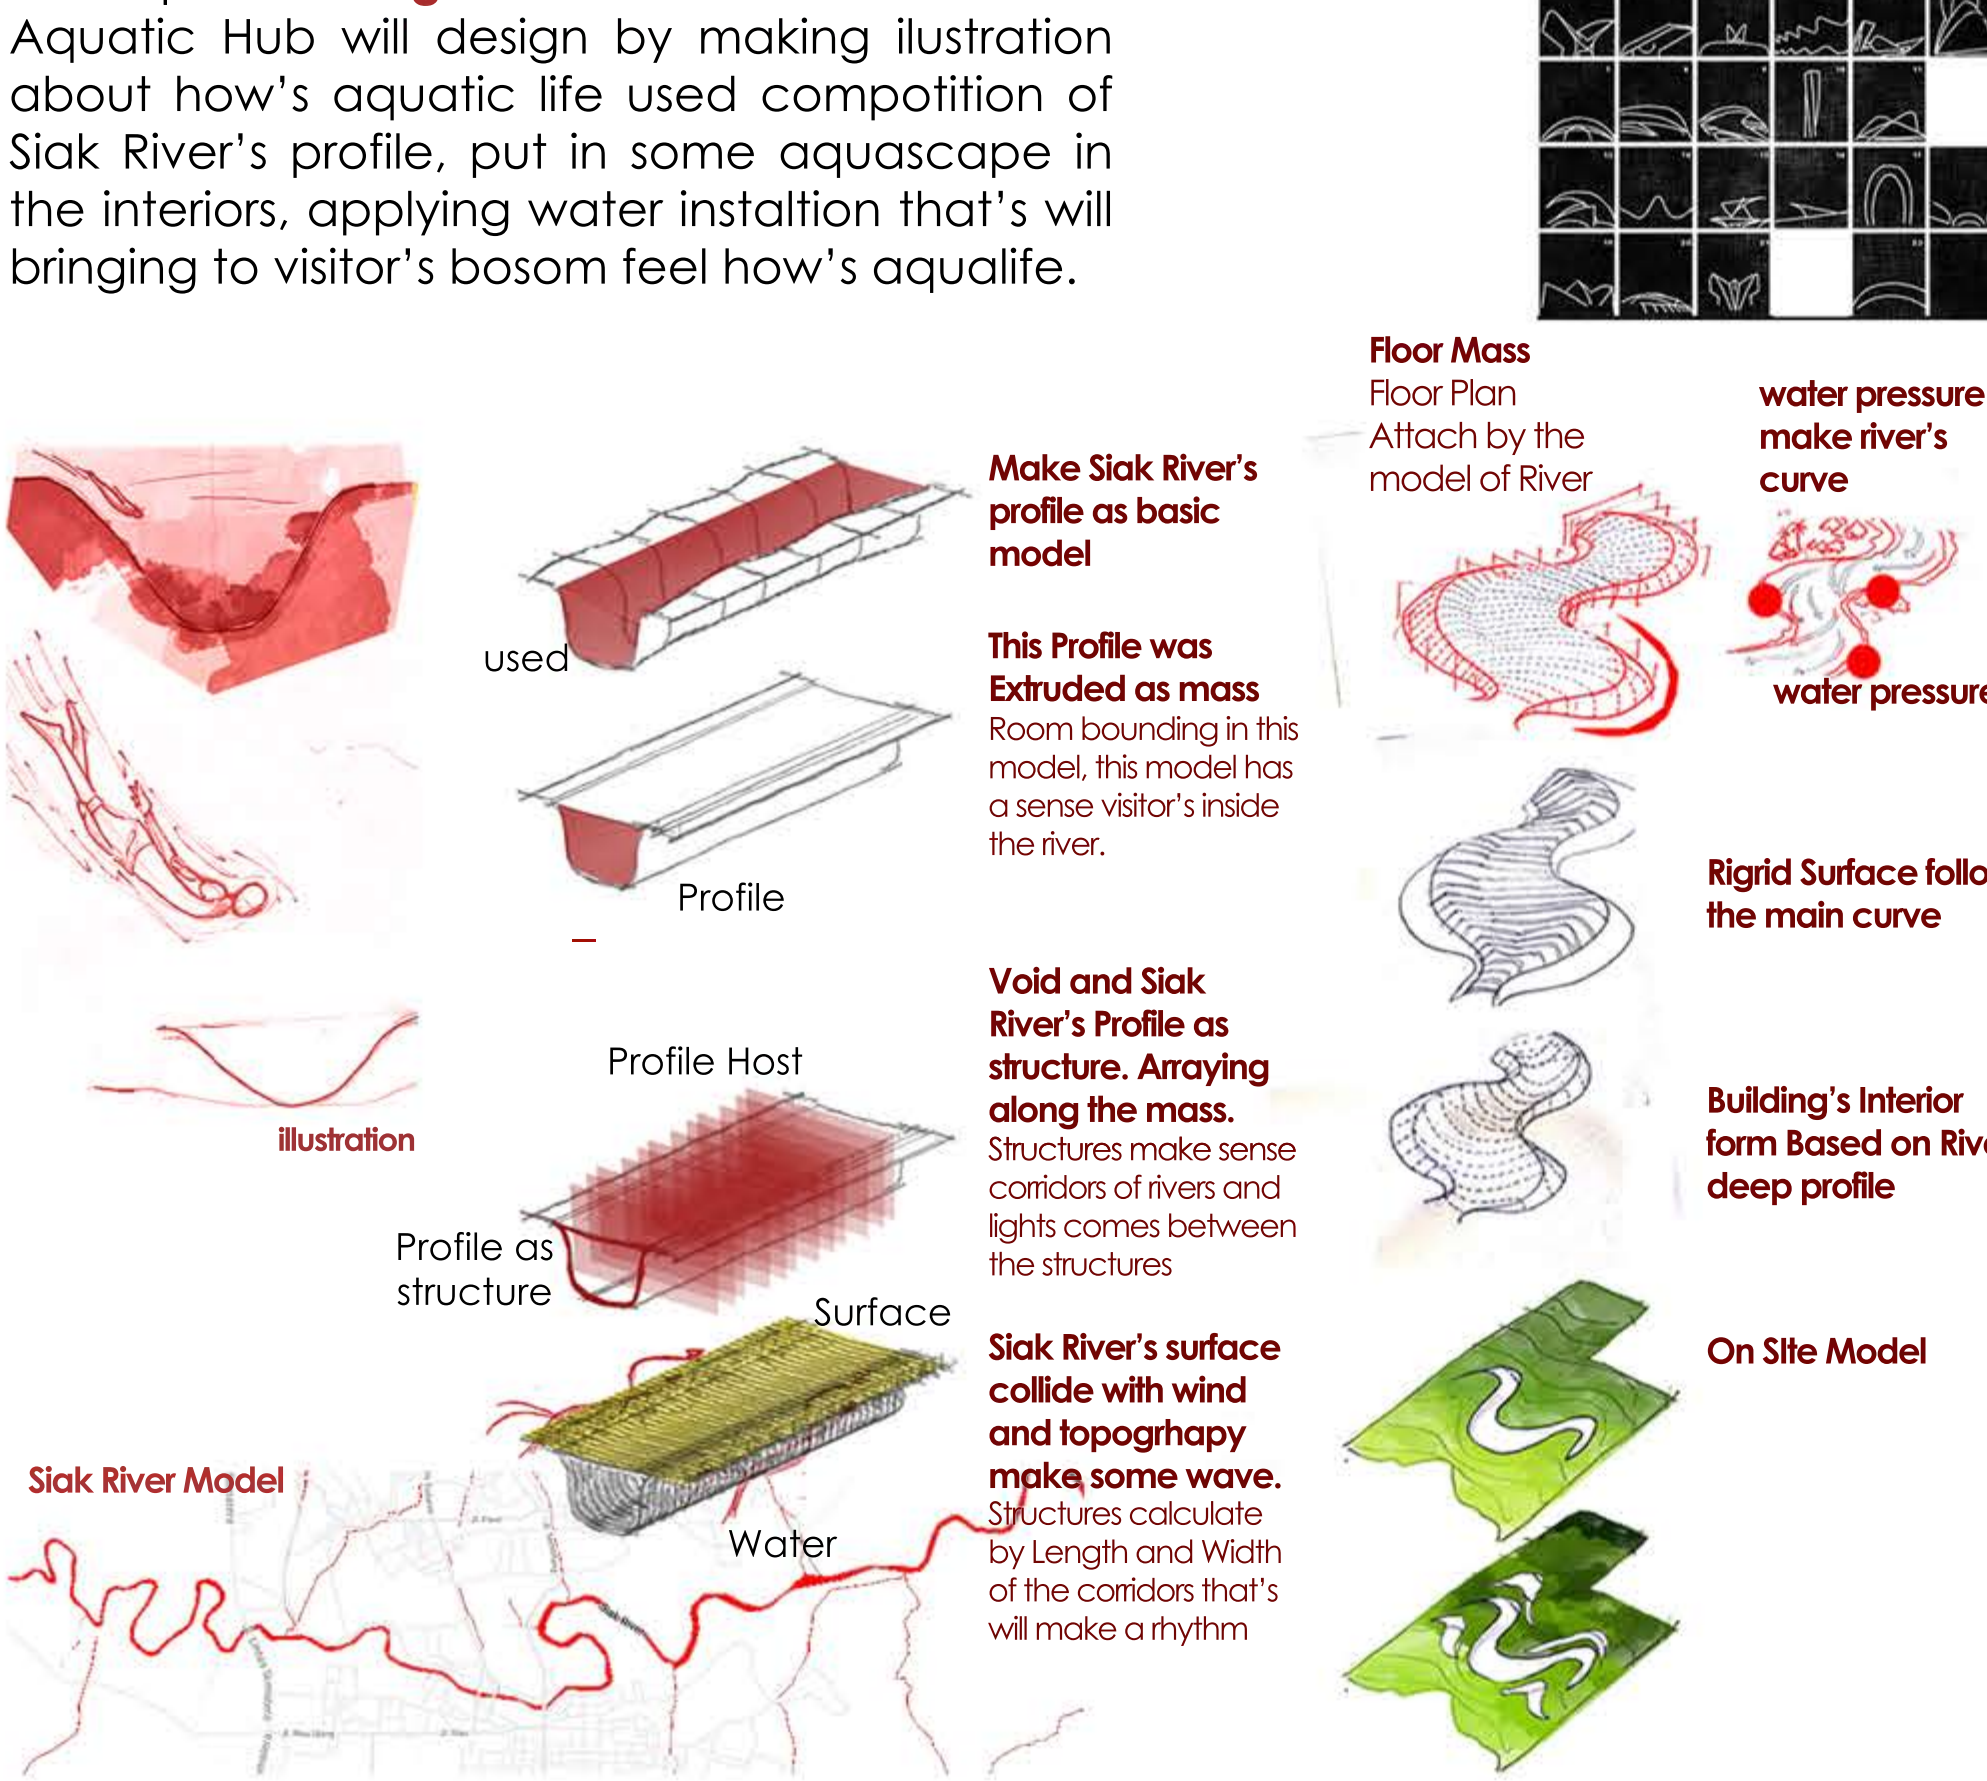 Aquatic Hub will design by making ilustration
about how's aquatic life used compotition of
Siak River's profile, put in some aquascape in
the interiors, applying water instaltion that's will
bringing to visitor's bosom feel how's aqualife.
Make Siak River's
profile as basic
model
used
This Profile was
Extruded as mass
Room bounding in this
model, this model has
a sense visitor's inside
the river.
Profile
illustration
Profile Host
Profile as
structure
Void and Siak
River's Profile as
structure. Arraying
along the mass.
Structures make sense
corridors of rivers and
lights comes between
the structures
Surface
Water
Siak River's surface
collide with wind
and topogrhapy
make some wave.
Structures calculate
by Length and Width
of the corridors that's
will make a rhythm
Siak River Model
Siak River
Floor Mass
Floor Plan
Attach by the
model of River
water pressure
make river's
curve
water pressure
Rigrid Surface follo
the main curve
Building's Interior
form Based on Riv
deep profile
On SIte Model